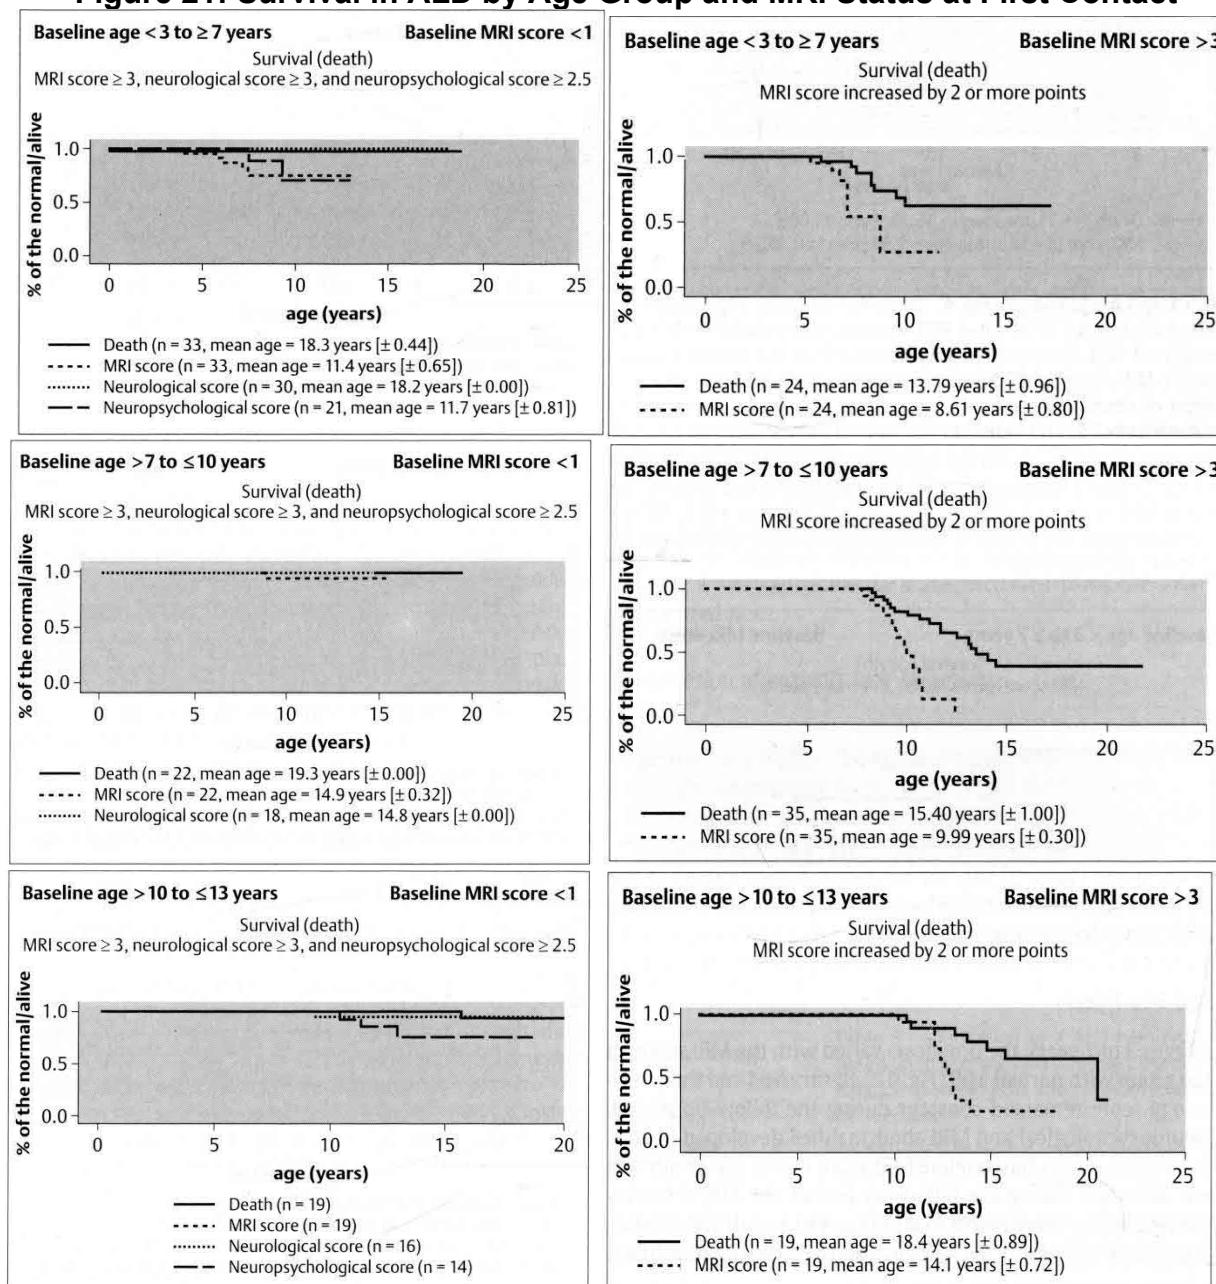 Figure 21. Survival in ALD by Age Group and MRI Status at First Contact
Baseline age < 3 to ≥ 7 years Baseline MRI score <1
Survival (death)
MRI score ≥ 3, neurological score ≥ 3, and neuropsychological score ≥ 2.5
% of the normal/alive
1.0
0.5
0.0
0 5 10 15 20 25
age (years)
Death (n = 33, mean age = 18.3 years [± 0.44])
MRI score (n = 33, mean age = 11.4 years [± 0.65])
Neurological score (n = 30, mean age = 18.2 years [± 0.00])
Neuropsychological score (n = 21, mean age = 11.7 years [± 0.81])
Baseline age < 3 to ≥ 7 years Baseline MRI score >3
Survival (death)
MRI score increased by 2 or more points
% of the normal/alive
1.0
0.5
0.0
0 5 10 15 20 25
age (years)
Death (n = 24, mean age = 13.79 years [± 0.96])
MRI score (n = 24, mean age = 8.61 years [± 0.80])
Baseline age >7 to ≤10 years Baseline MRI score <1
Survival (death)
MRI score ≥ 3, neurological score ≥ 3, and neuropsychological score ≥ 2.5
% of the normal/alive
1.0
0.5
0.0
0 5 10 15 20 25
age (years)
Death (n = 22, mean age = 19.3 years [± 0.00])
MRI score (n = 22, mean age = 14.9 years [± 0.32])
Neurological score (n = 18, mean age = 14.8 years [± 0.00])
Baseline age >7 to ≤10 years Baseline MRI score >3
Survival (death)
MRI score increased by 2 or more points
% of the normal/alive
1.0
0.5
0.0
0 5 10 15 20 25
age (years)
Death (n = 35, mean age = 15.40 years [± 1.00])
MRI score (n = 35, mean age = 9.99 years [± 0.30])
Baseline age >10 to ≤13 years Baseline MRI score <1
Survival (death)
MRI score ≥ 3, neurological score ≥ 3, and neuropsychological score ≥ 2.5
% of the normal/alive
1.0
0.5
0.0
0 5 10 15 20
age (years)
Death (n = 19)
MRI score (n = 19)
Neurological score (n = 16)
Neuropsychological score (n = 14)
Baseline age >10 to ≤13 years Baseline MRI score >3
Survival (death)
MRI score increased by 2 or more points
% of the normal/alive
1.0
0.5
0.0
0 5 10 15 20 25
age (years)
Death (n = 19, mean age = 18.4 years [± 0.89])
MRI score (n = 19, mean age = 14.1 years [± 0.72])